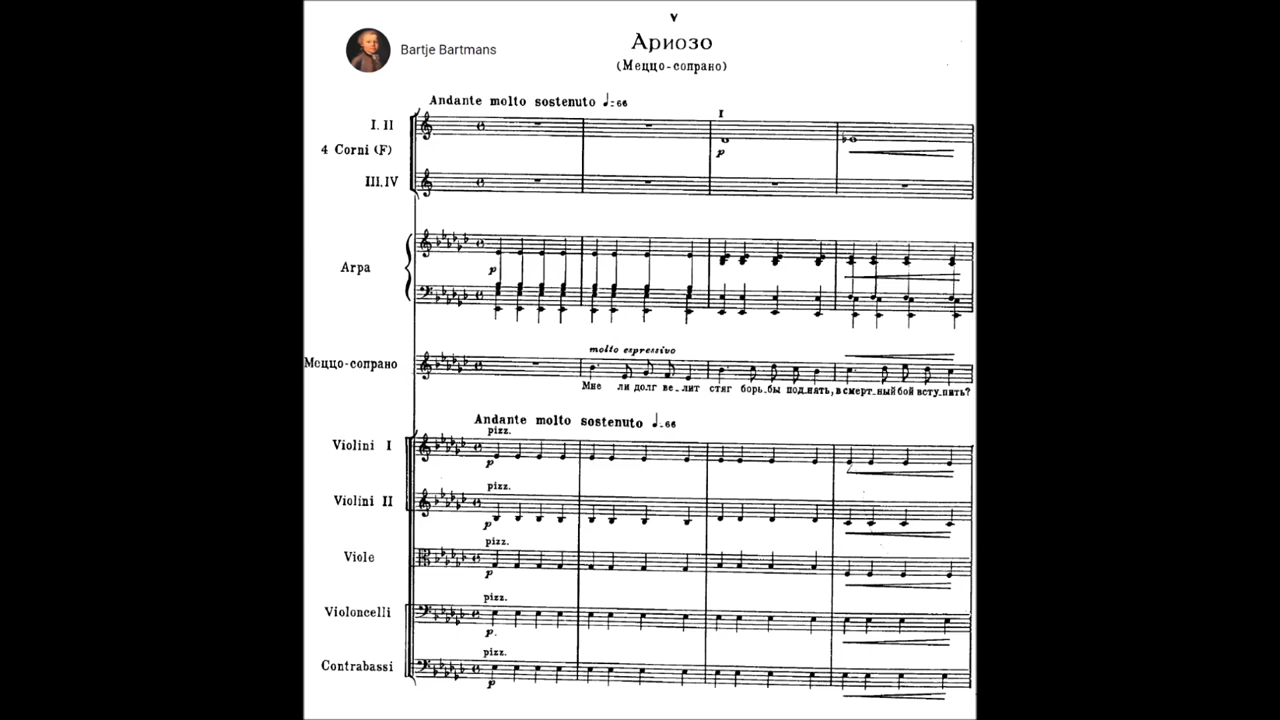 V
Ариозо
Bartje Bartmans
(Меццо-сопрано)
Andante molto sostenuto ♩=66
I. II
I
4 Corni (F)
p
III. IV
Arpa
p
molto espressivo
Меццо-сопрано
Мне ли долг ве-лит стяг борь-бы под-нять, в смерт-ный бой всту-пить?
Andante molto sostenuto ♩=66
pizz.
Violini I
p
pizz.
Violini II
p
pizz.
Viole
p
pizz.
Violoncelli
p
pizz.
Contrabassi
p